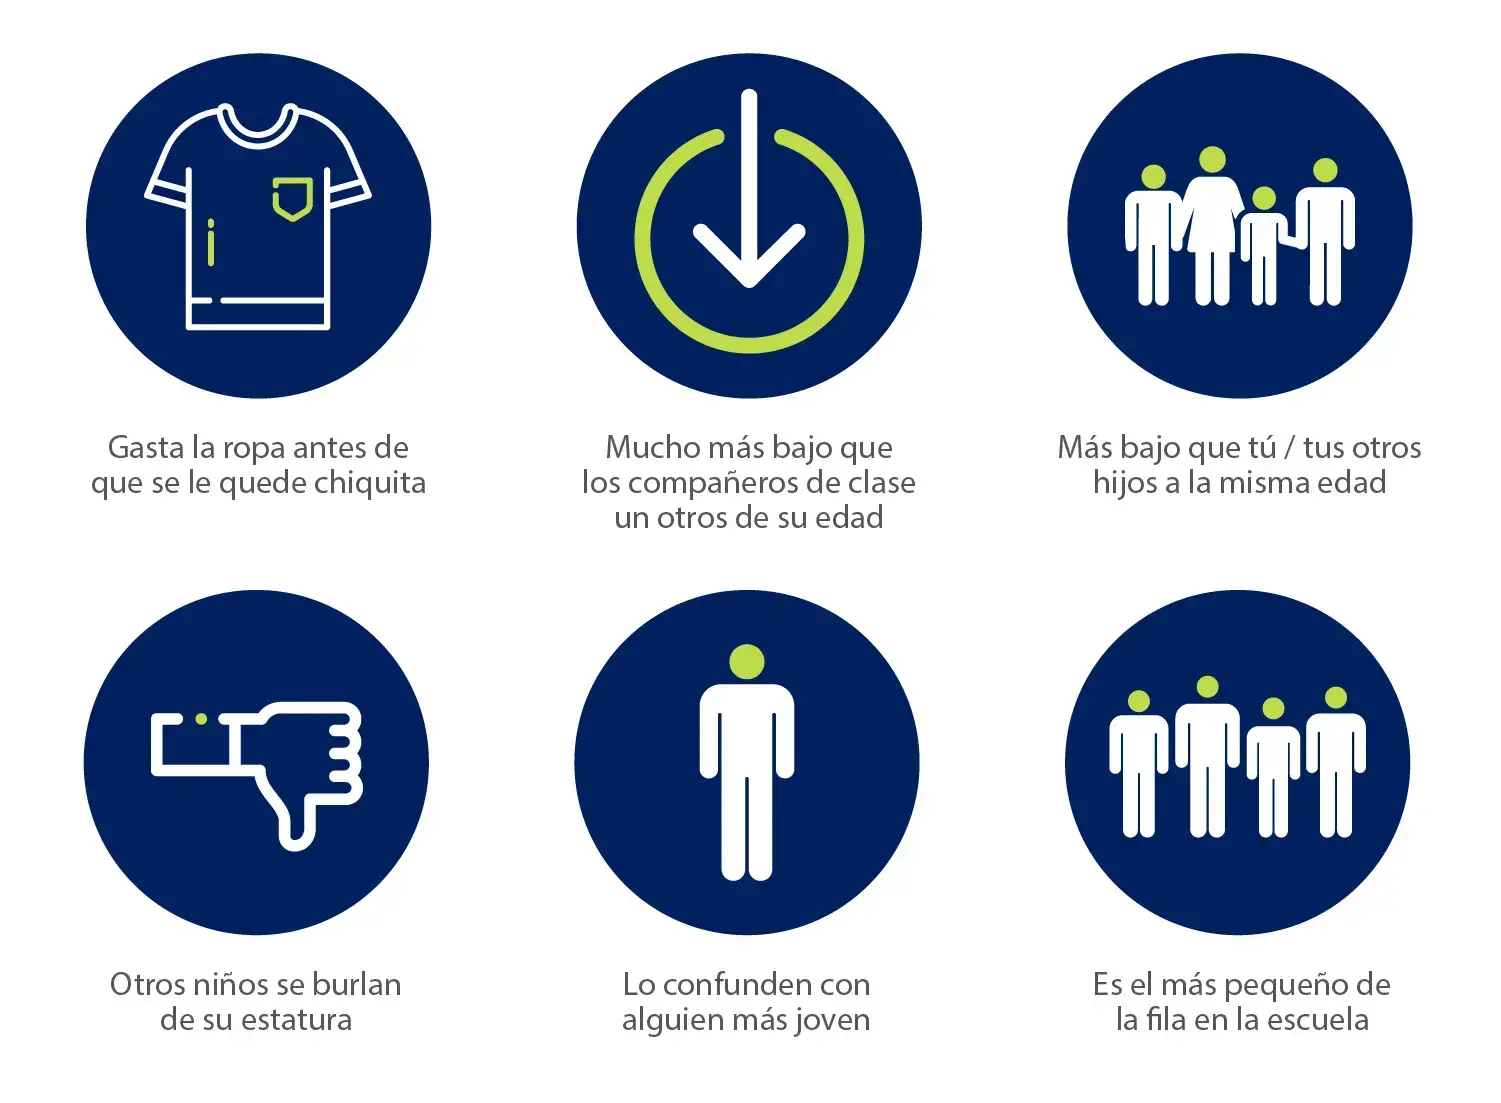 Gasta la ropa antes de
que se le quede chiquita
Mucho más bajo que
los compañeros de clase
un otros de su edad
Más bajo que tú / tus otros
hijos a la misma edad
Otros niños se burlan
de su estatura
Lo confunden con
alguien más joven
Es el más pequeño de
la fila en la escuela